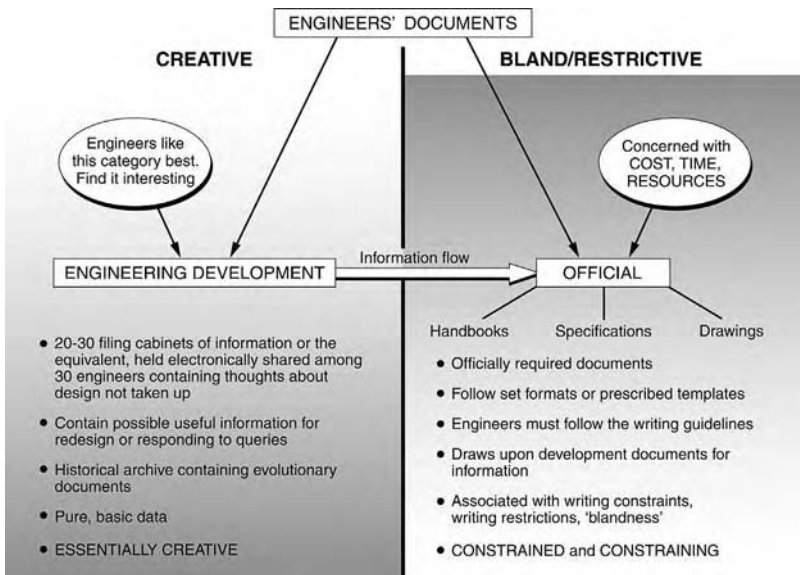 ENGINEERS' DOCUMENTS
CREATIVE
BLAND/RESTRICTIVE
Engineers like
this category best.
Find it interesting
Concerned with
COST, TIME,
RESOURCES
Information flow
ENGINEERING DEVELOPMENT
OFFICIAL
Handbooks
Specifications
Drawings
• 20-30 filing cabinets of information or the
equivalent, held electronically shared among
30 engineers containing thoughts about
design not taken up
• Contain possible useful information for
redesign or responding to queries
• Historical archive containing evolutionary
documents
• Pure, basic data
• ESSENTIALLY CREATIVE
• Officially required documents
• Follow set formats or prescribed templates
• Engineers must follow the writing guidelines
• Draws upon development documents for
information
• Associated with writing constraints,
writing restrictions, 'blandness'
• CONSTRAINED and CONSTRAINING